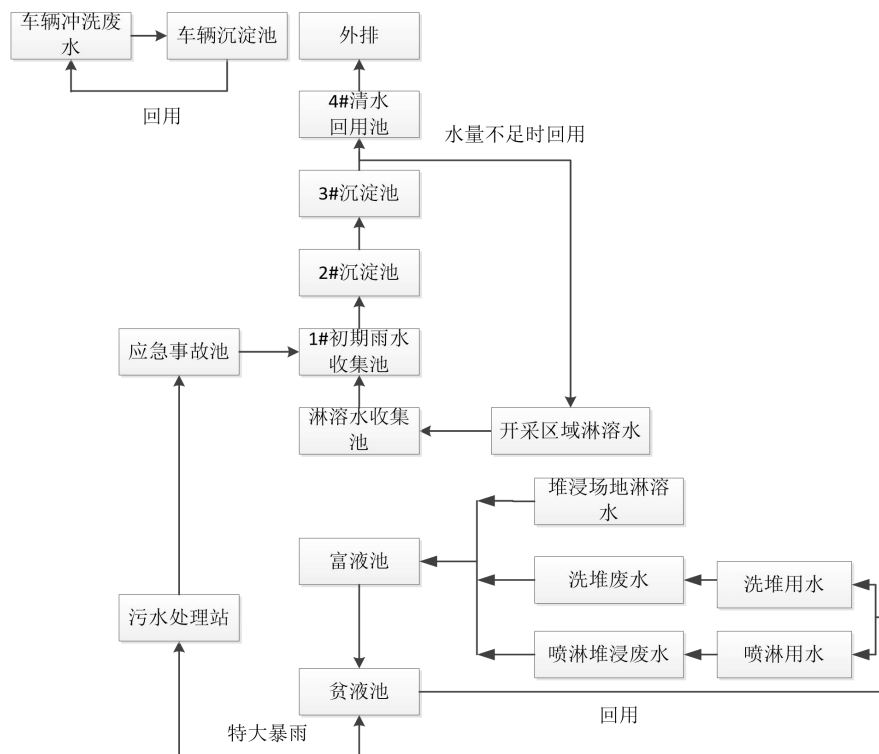 车辆冲洗废
水
车辆沉淀池
外排
回用
4#清水
回用池
水量不足时回用
3#沉淀池
2#沉淀池
应急事故池
1#初期雨水
收集池
淋溶水收集
池
开采区域淋溶水
堆浸场地淋溶
水
富液池
洗堆废水
洗堆用水
污水处理站
喷淋堆浸废水
喷淋用水
贫液池
回用
特大暴雨